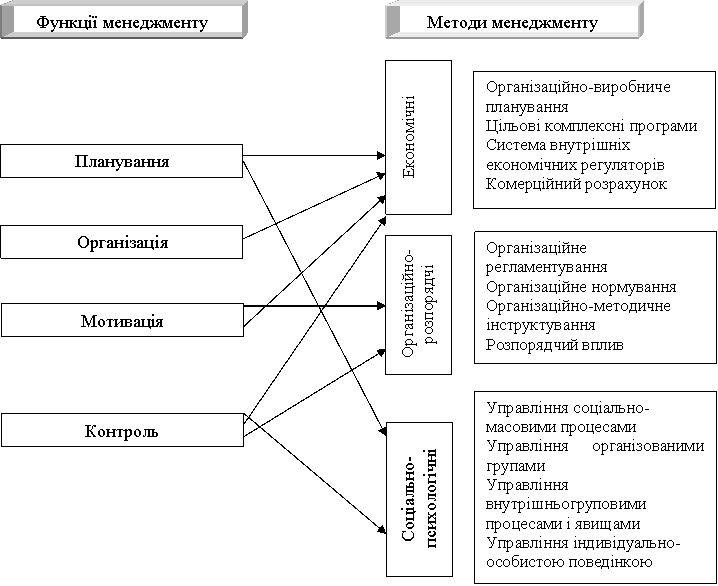 Функції менеджменту
Методи менеджменту
Планування
Організація
Мотивація
Контроль
Економічні
Організаційно-виробниче
планування
Цільові комплексні програми
Система внутрішніх
економічних регуляторів
Комерційний розрахунок
Організаційно-
розпорядчі
Організаційне
регламентування
Організаційне нормування
Організаційно-методичне
інструктування
Розпорядчий вплив
Соціально-
психологічні
Управління соціально-
масовими процесами
Управління організованими
групами
Управління
внутрішньогруповими
процесами і явищами
Управління індивідуально-
особистою поведінкою